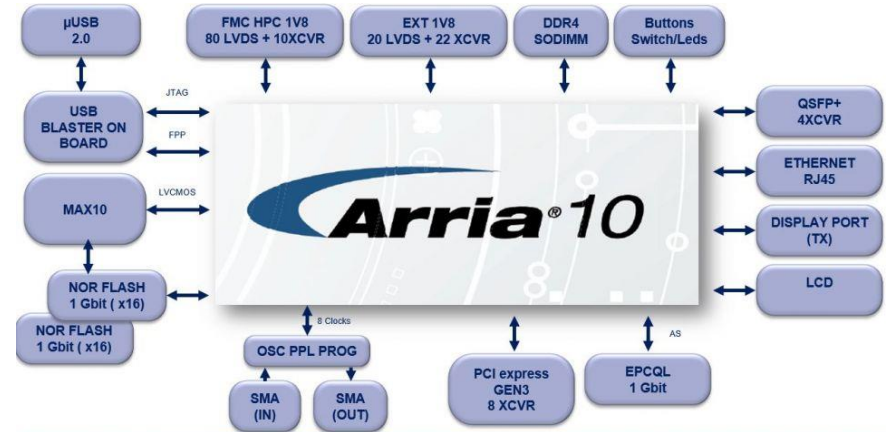 µUSB
2.0
FMC HPC 1V8
80 LVDS + 10XCVR
EXT 1V8
20 LVDS + 22 XCVR
DDR4
SODIMM
Buttons
Switch/Leds
USB
BLASTER ON
BOARD
JTAG
FPP
QSFP+
4XCVR
ETHERNET
RJ45
MAX10
LVCMOS
Arria® 10
DISPLAY PORT
(TX)
LCD
NOR FLASH
1 Gbit ( x16)
NOR FLASH
1 Gbit ( x16)
8 Clocks
OSC PPL PROG
SMA
(IN)
SMA
(OUT)
PCI express
GEN3
8 XCVR
AS
EPCQL
1 Gbit